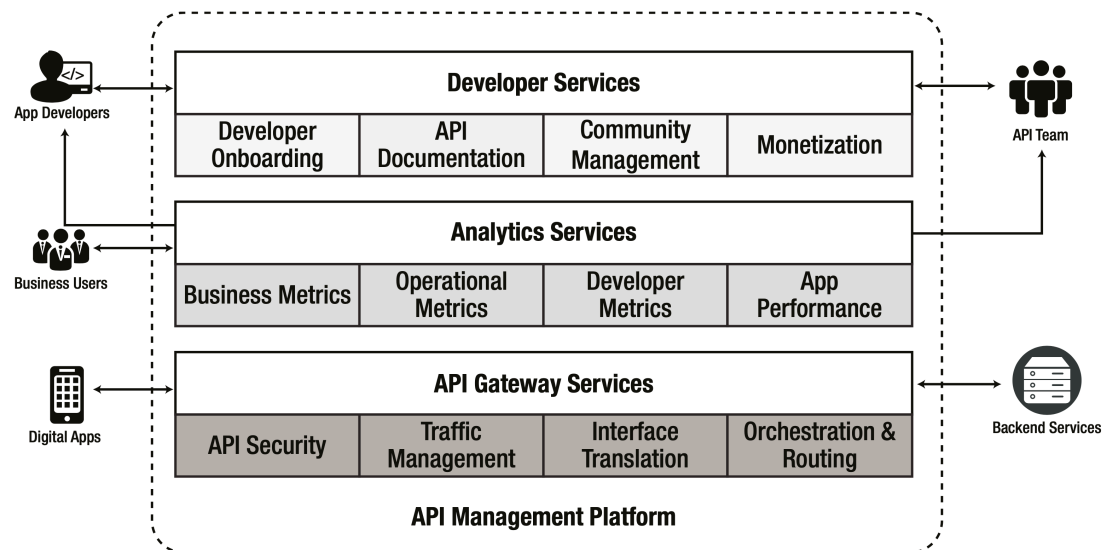 </>
App Developers
Developer Services
API Team
Developer
Onboarding
API
Documentation
Community
Management
Monetization
Business Users
Analytics Services
Business Metrics
Operational
Metrics
Developer
Metrics
App
Performance
Digital Apps
API Gateway Services
Backend Services
API Security
Traffic
Management
Interface
Translation
Orchestration &
Routing
API Management Platform